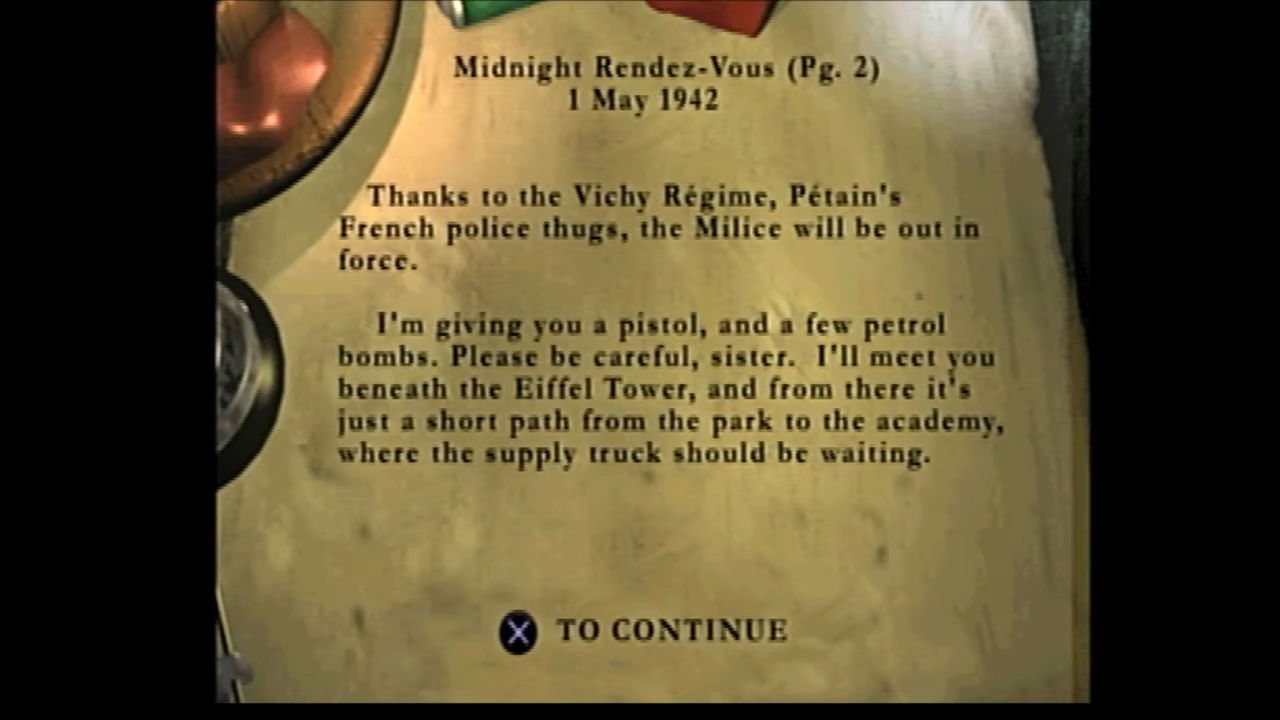 Midnight Rendez-Vous (Pg. 2)
1 May 1942
Thanks to the Vichy Régime, Pétain's
French police thugs, the Milice will be out in
force.
I'm giving you a pistol, and a few petrol
bombs. Please be careful, sister. I'll meet you
beneath the Eiffel Tower, and from there it's
just a short path from the park to the academy,
where the supply truck should be waiting.
X TO CONTINUE